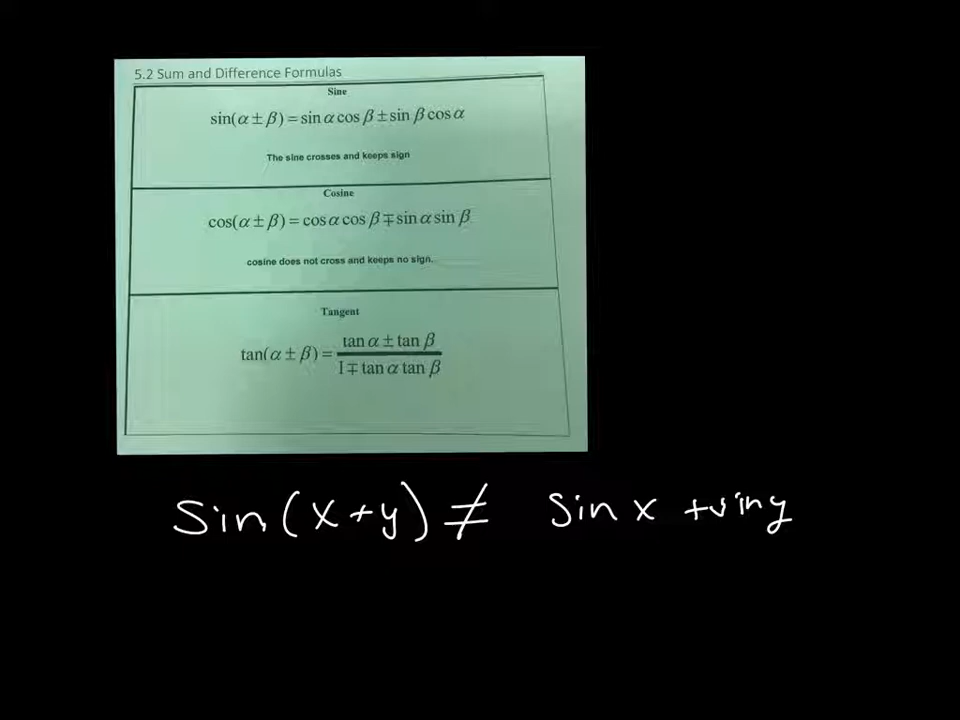 5.2 Sum and Difference Formulas
Sine
sin(α ± β) = sin α cos β ± sin β cos α
The sine crosses and keeps sign
Cosine
cos(α ± β) = cos α cos β ∓ sin α sin β
cosine does not cross and keeps no sign.
Tangent
tan(α ± β) = (tan α ± tan β) / (1 ∓ tan α tan β)
Sin(x+y) ≠ Sin x + sin y